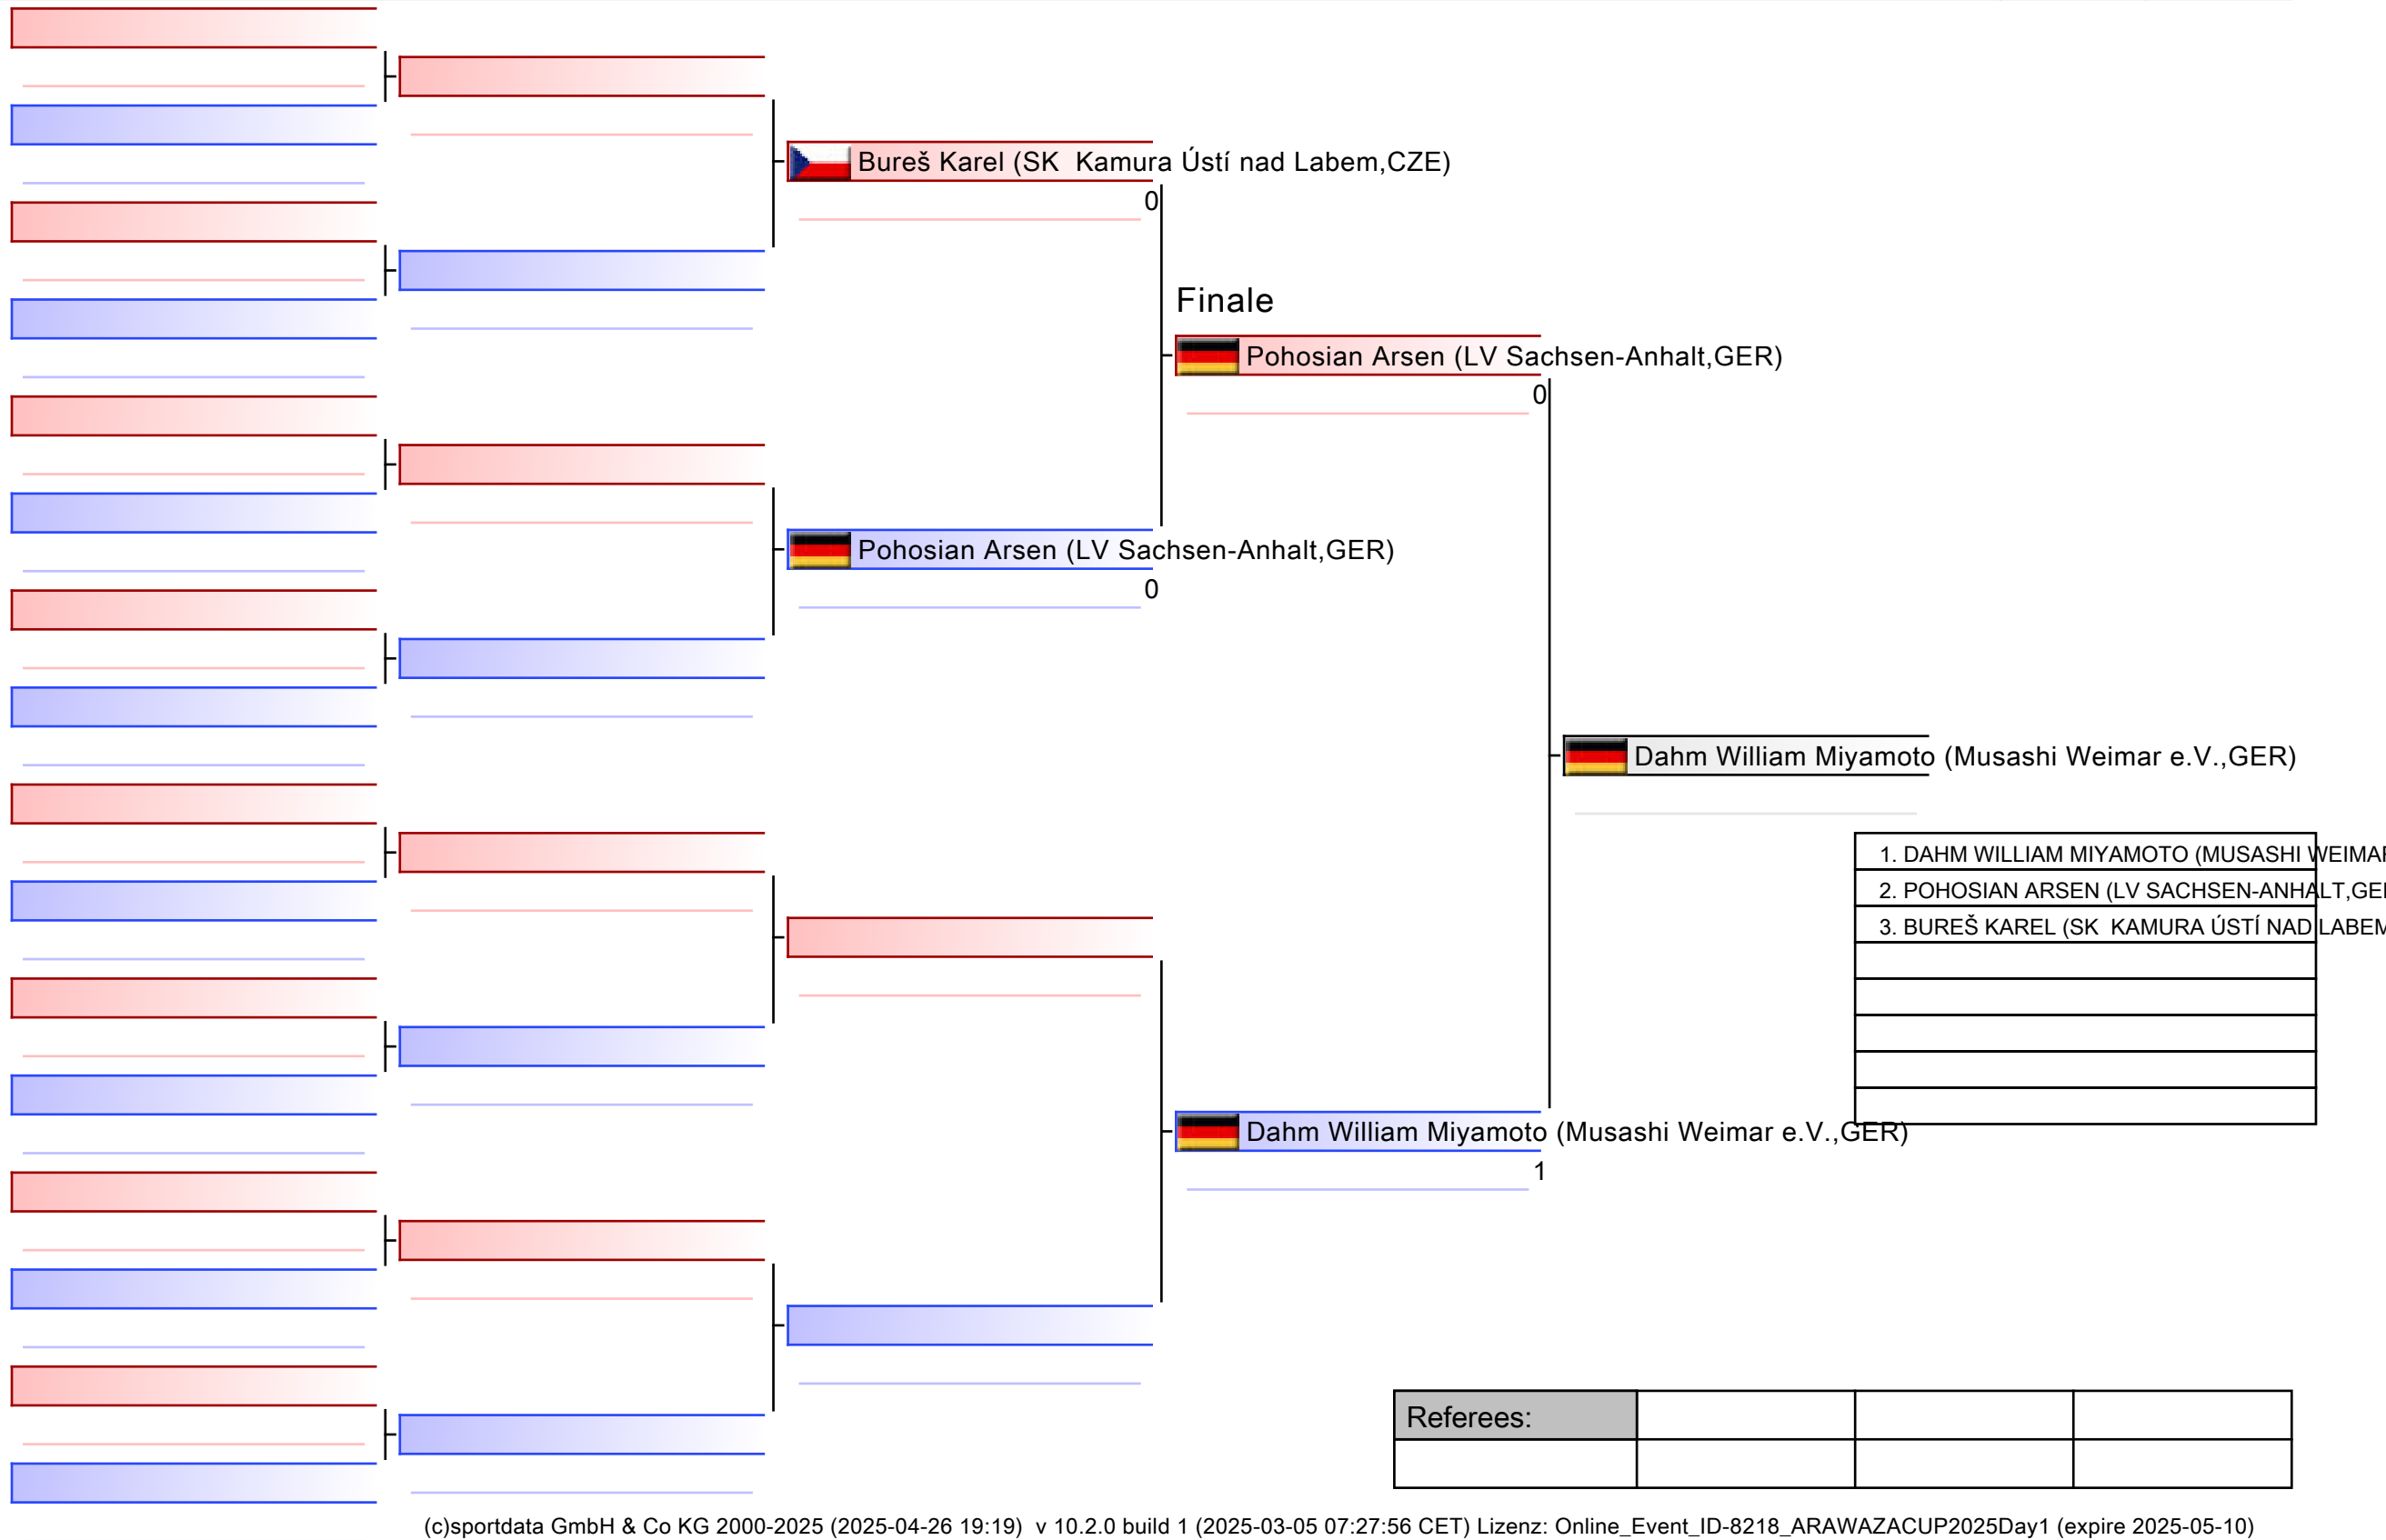 Bureš Karel (SK  Kamura Ústí nad Labem,CZE)
0
Finale
Pohosian Arsen (LV Sachsen-Anhalt,GER)
0
Pohosian Arsen (LV Sachsen-Anhalt,GER)
0
Dahm William Miyamoto (Musashi Weimar e.V.,GER)
1. DAHM WILLIAM MIYAMOTO (MUSASHI WEIMAR
2. POHOSIAN ARSEN (LV SACHSEN-ANHALT,GER
3. BUREŠ KAREL (SK  KAMURA ÚSTÍ NAD LABEM
Dahm William Miyamoto (Musashi Weimar e.V.,GER)
1
Referees:
(c)sportdata GmbH & Co KG 2000-2025 (2025-04-26 19:19)  v 10.2.0 build 1 (2025-03-05 07:27:56 CET) Lizenz: Online_Event_ID-8218_ARAWAZACUP2025Day1 (expire 2025-05-10)